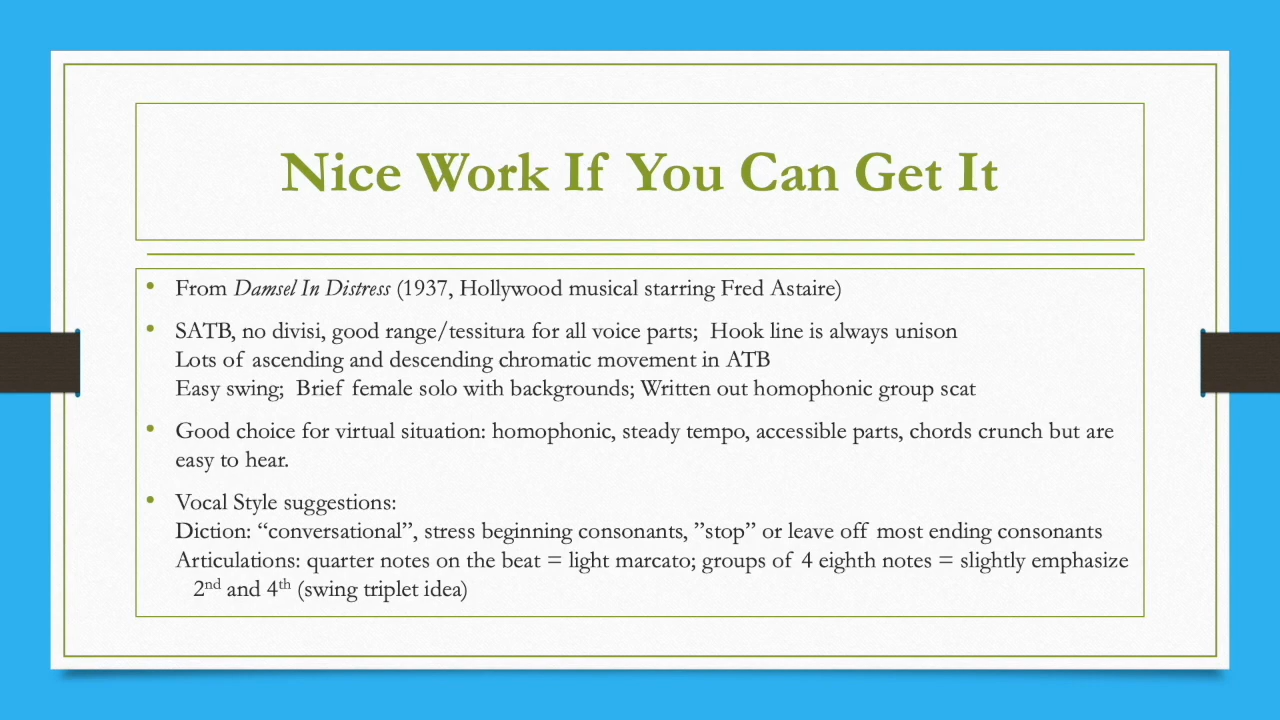 Nice Work If You Can Get It
• From Damsel In Distress (1937, Hollywood musical starring Fred Astaire)
• SATB, no divisi, good range/tessitura for all voice parts;  Hook line is always unison
Lots of ascending and descending chromatic movement in ATB
Easy swing;  Brief female solo with backgrounds; Written out homophonic group scat
• Good choice for virtual situation: homophonic, steady tempo, accessible parts, chords crunch but are
easy to hear.
• Vocal Style suggestions:
Diction: “conversational”, stress beginning consonants, ”stop” or leave off most ending consonants
Articulations: quarter notes on the beat = light marcato; groups of 4 eighth notes = slightly emphasize
2nd and 4th (swing triplet idea)